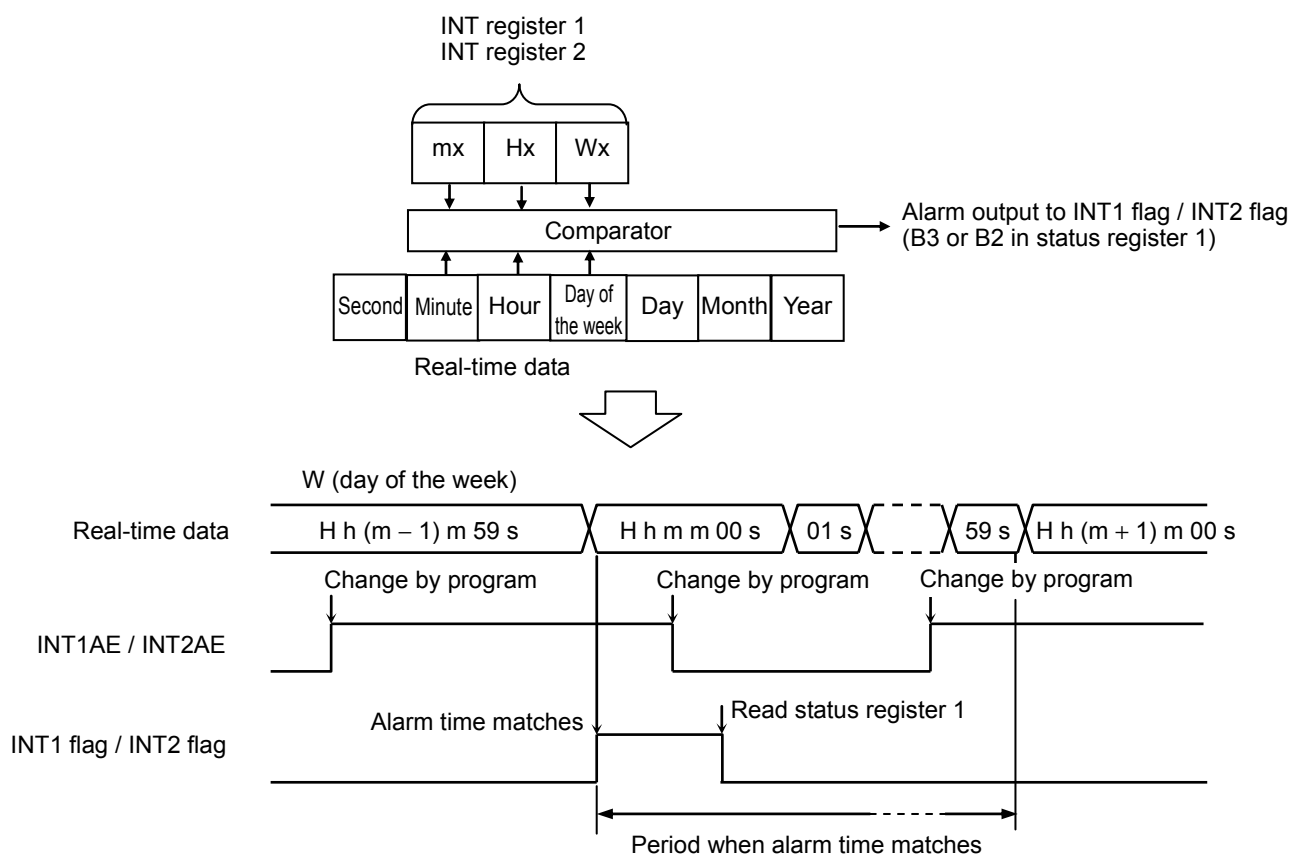 INT register 1
INT register 2
mx Hx Wx
Comparator
Alarm output to INT1 flag / INT2 flag
(B3 or B2 in status register 1)
Second Minute Hour Day of the week Day Month Year
Real-time data
W (day of the week)
Real-time data
H h (m − 1) m 59 s H h m m 00 s 01 s 59 s H h (m + 1) m 00 s
Change by program Change by program Change by program
INT1AE / INT2AE
Alarm time matches Read status register 1
INT1 flag / INT2 flag
Period when alarm time matches